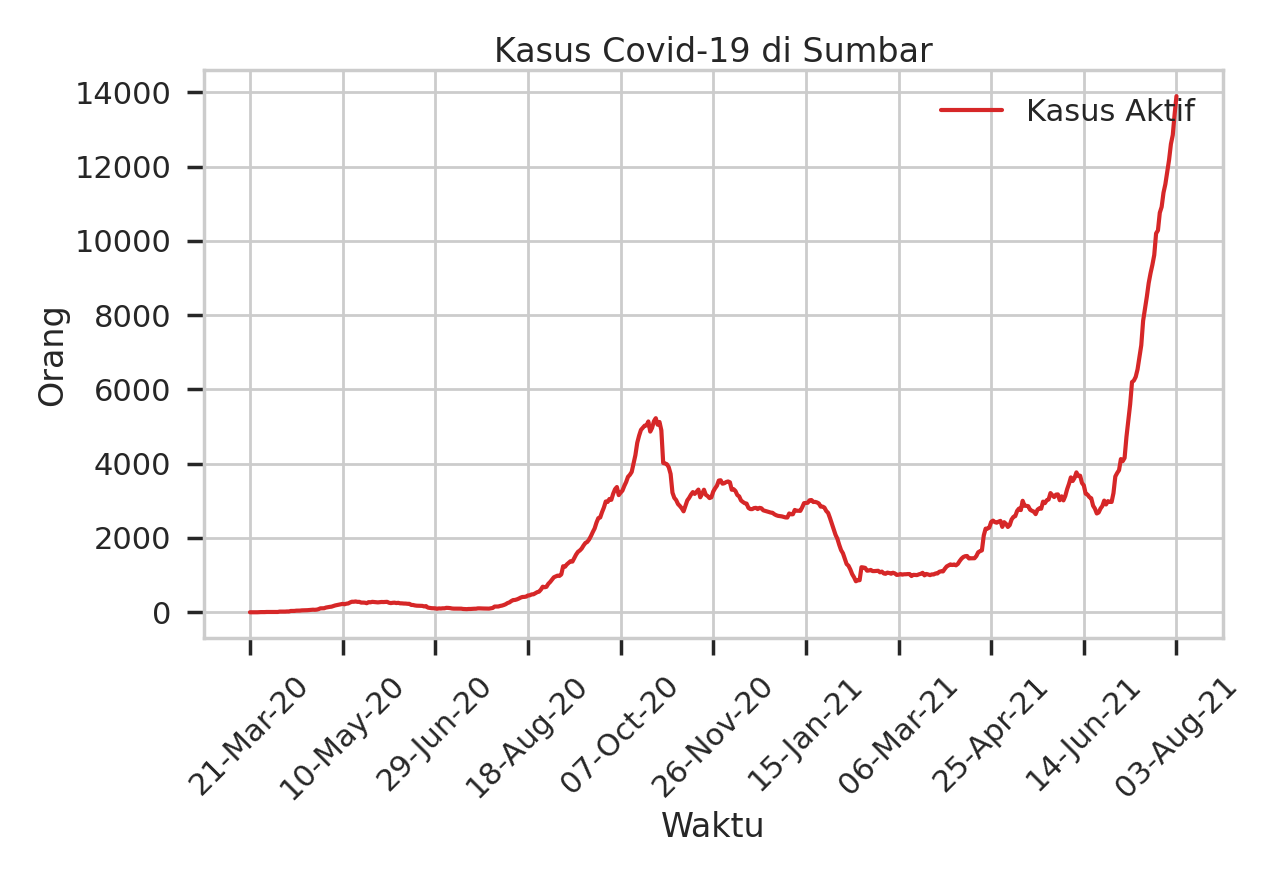 Kasus Covid-19 di Sumbar
Kasus Aktif
14000
12000
10000
8000
6000
4000
2000
0
Orang
21-Mar-20
10-May-20
29-Jun-20
18-Aug-20
07-Oct-20
26-Nov-20
15-Jan-21
06-Mar-21
25-Apr-21
14-Jun-21
03-Aug-21
Waktu